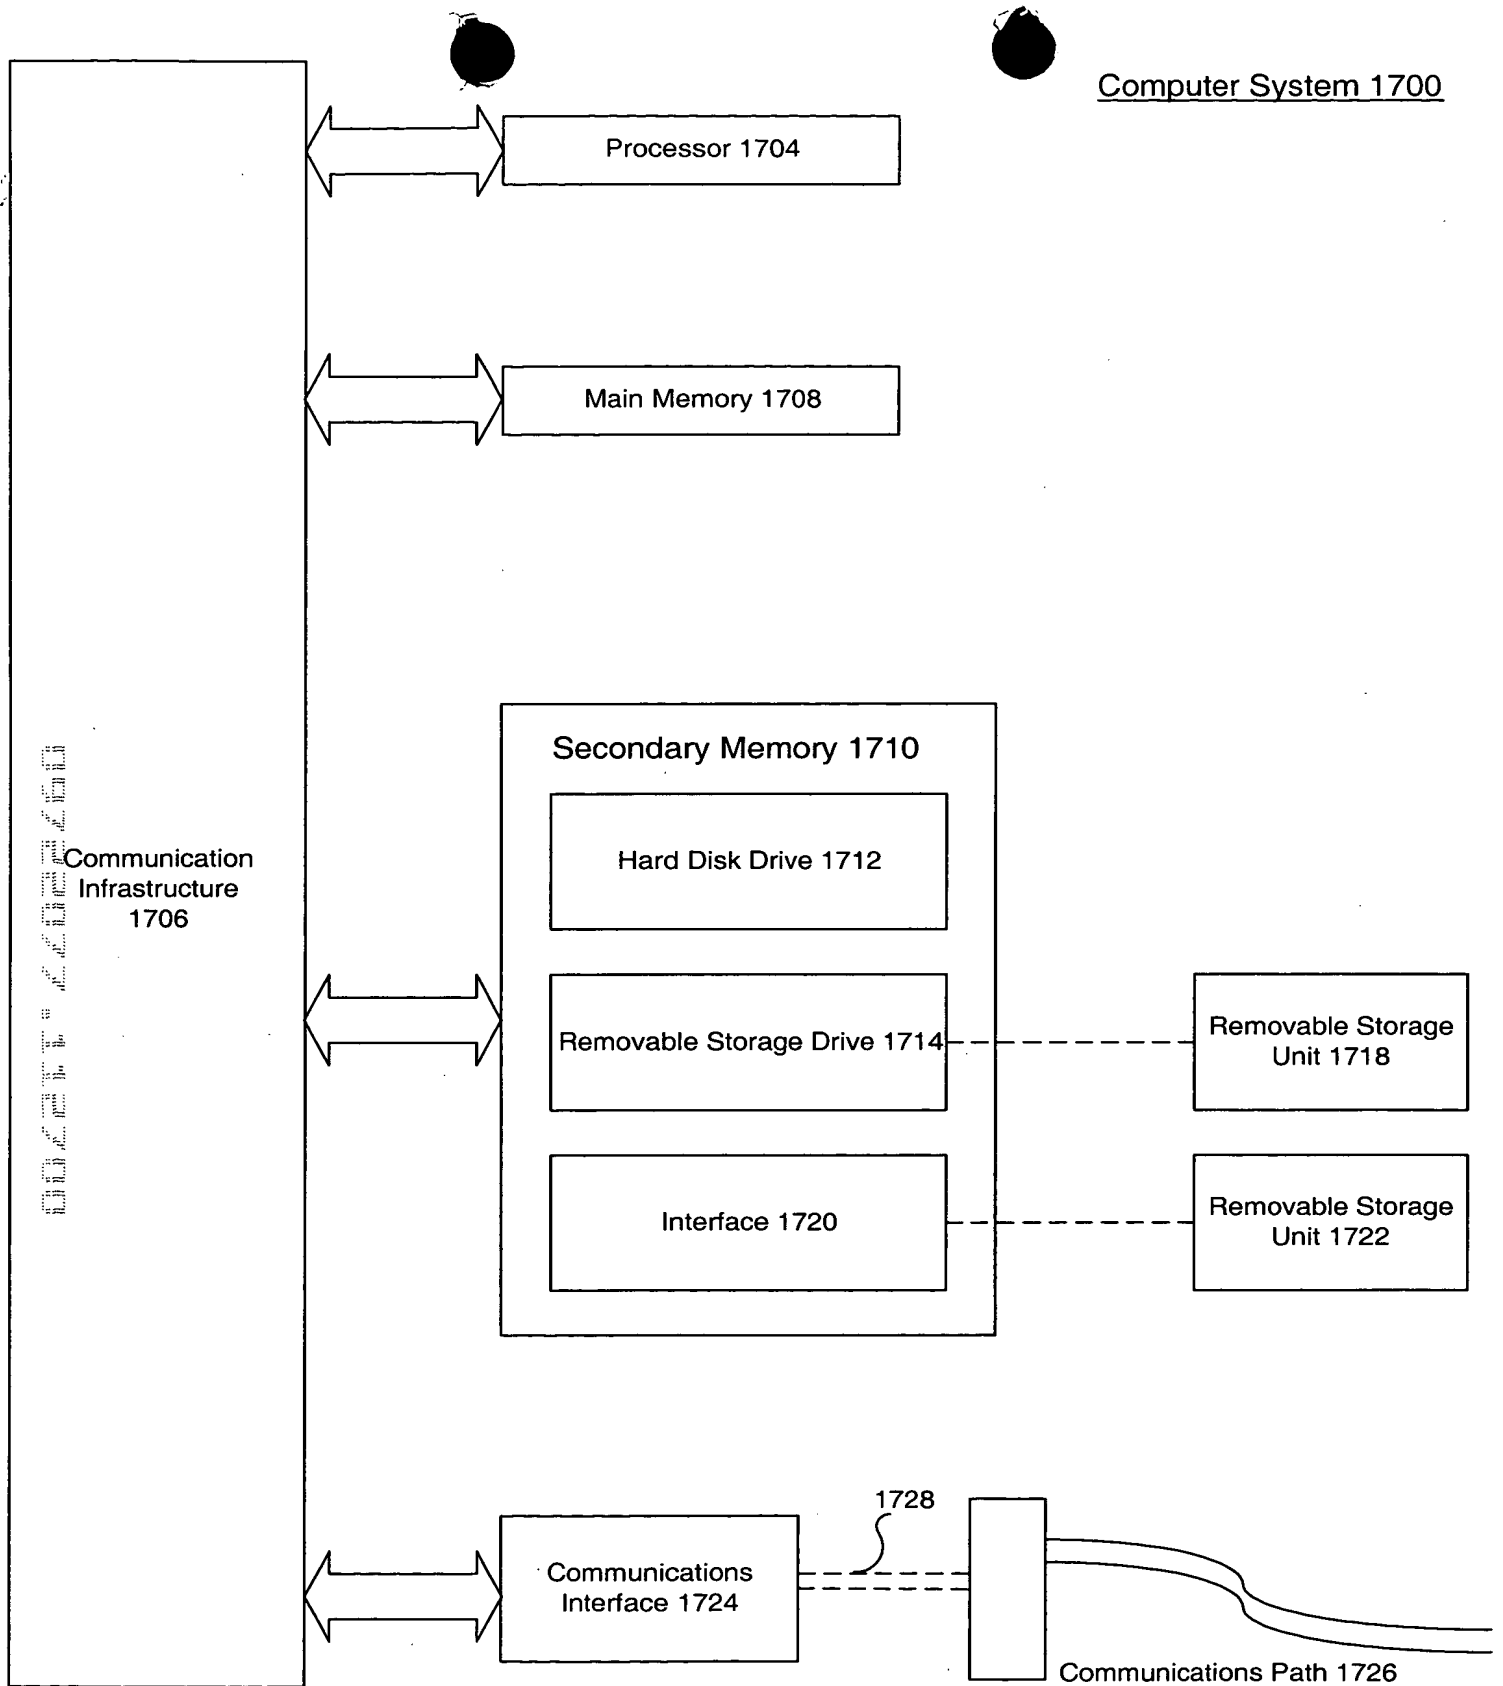 Computer System 1700
Processor 1704
Main Memory 1708
Secondary Memory 1710
Hard Disk Drive 1712
Communication
Infrastructure
1706
Removable Storage Drive 1714
Removable Storage
Unit 1718
Interface 1720
Removable Storage
Unit 1722
1728
Communications
Interface 1724
Communications Path 1726